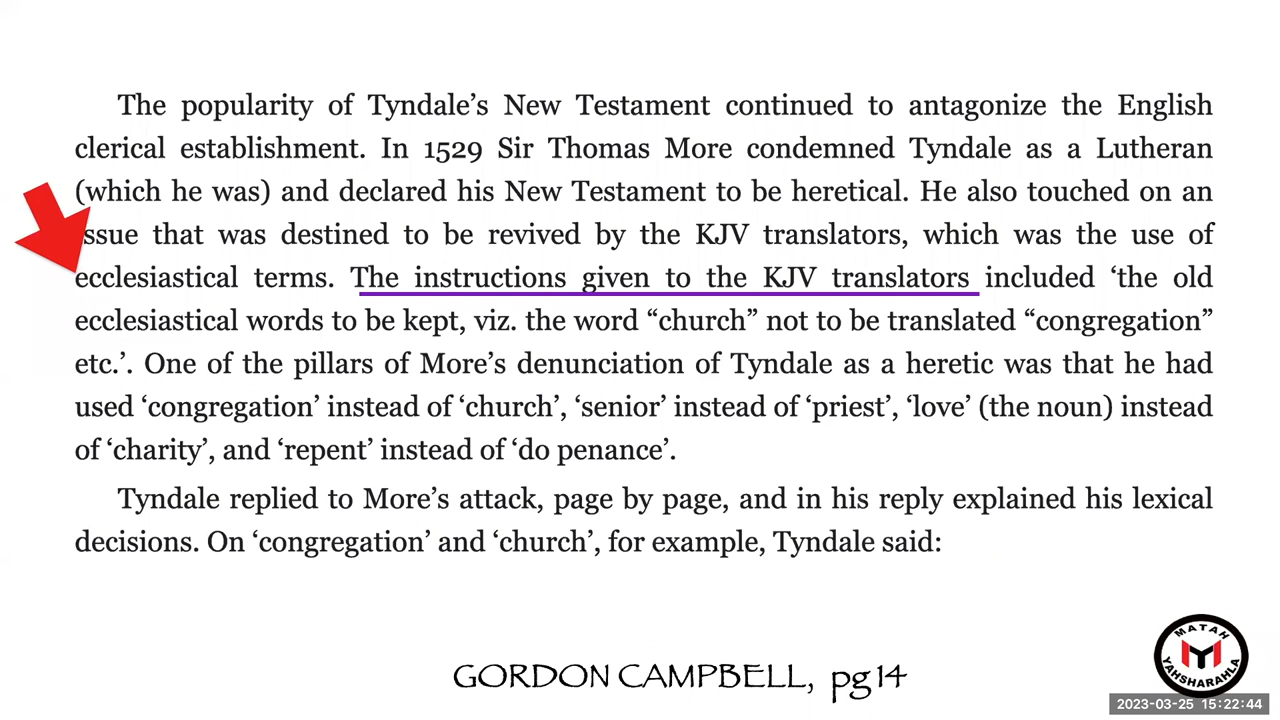 The popularity of Tyndale’s New Testament continued to antagonize the English
clerical establishment. In 1529 Sir Thomas More condemned Tyndale as a Lutheran
(which he was) and declared his New Testament to be heretical. He also touched on an
issue that was destined to be revived by the KJV translators, which was the use of
ecclesiastical terms. The instructions given to the KJV translators included ‘the old
ecclesiastical words to be kept, viz. the word “church” not to be translated “congregation”
etc.’. One of the pillars of More’s denunciation of Tyndale as a heretic was that he had
used ‘congregation’ instead of ‘church’, ‘senior’ instead of ‘priest’, ‘love’ (the noun) instead
of ‘charity’, and ‘repent’ instead of ‘do penance’.
Tyndale replied to More’s attack, page by page, and in his reply explained his lexical
decisions. On ‘congregation’ and ‘church’, for example, Tyndale said:
GORDON CAMPBELL, pg 14
MATAH
YAHSHARAHLA
2023-03-25 15:22:44